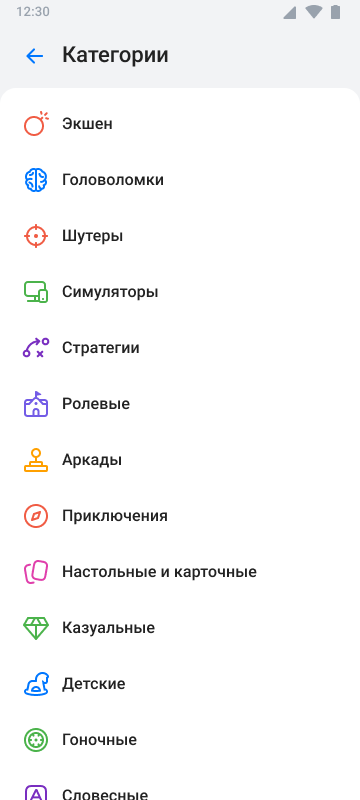 12:30
Категории
Экшен
Головоломки
Шутеры
Симуляторы
Стратегии
Ролевые
Аркады
Приключения
Настольные и карточные
Казуальные
Детские
Гоночные
Словесные